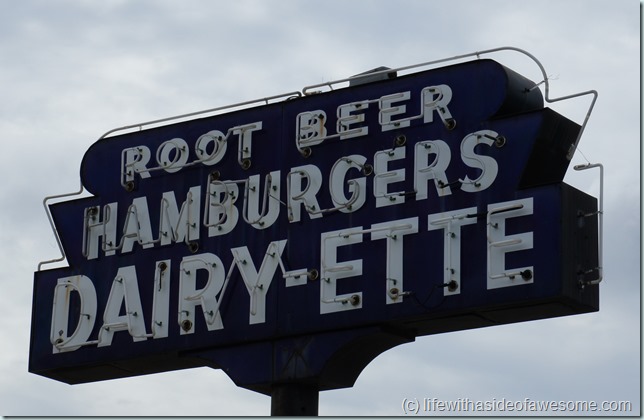 ROOT BEER
HAMBURGERS
DAIRY-ETTE
(c) lifewithasideofawesome.com